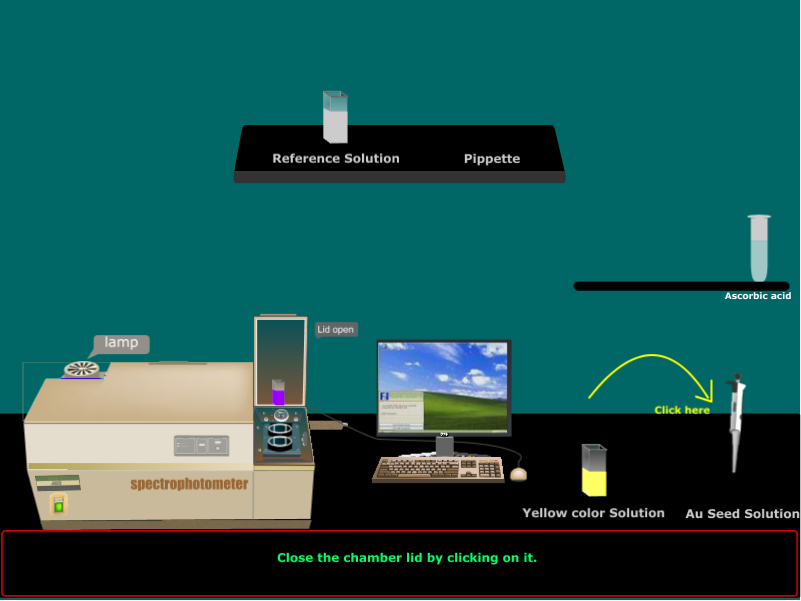 Reference Solution
Pippette
Ascorbic acid
Lid open
lamp
Click here
spectrophotometer
Yellow color Solution
Au Seed Solution
Close the chamber lid by clicking on it.